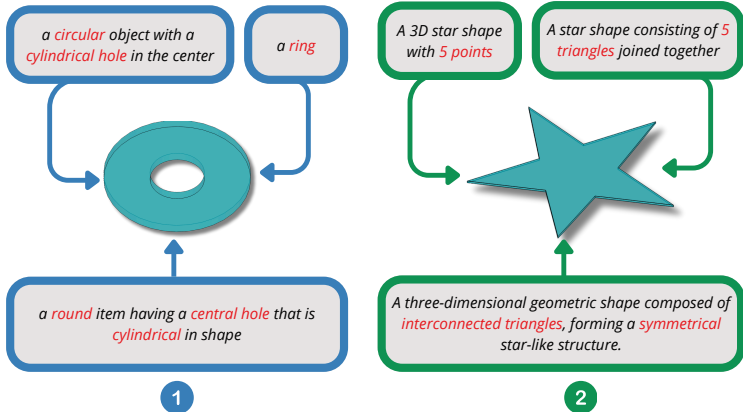 a circular object with a
cylindrical hole in the center
a ring
a round item having a central hole that is
cylindrical in shape
1
A 3D star shape
with 5 points
A star shape consisting of 5
triangles joined together
A three-dimensional geometric shape composed of
interconnected triangles, forming a symmetrical
star-like structure.
2